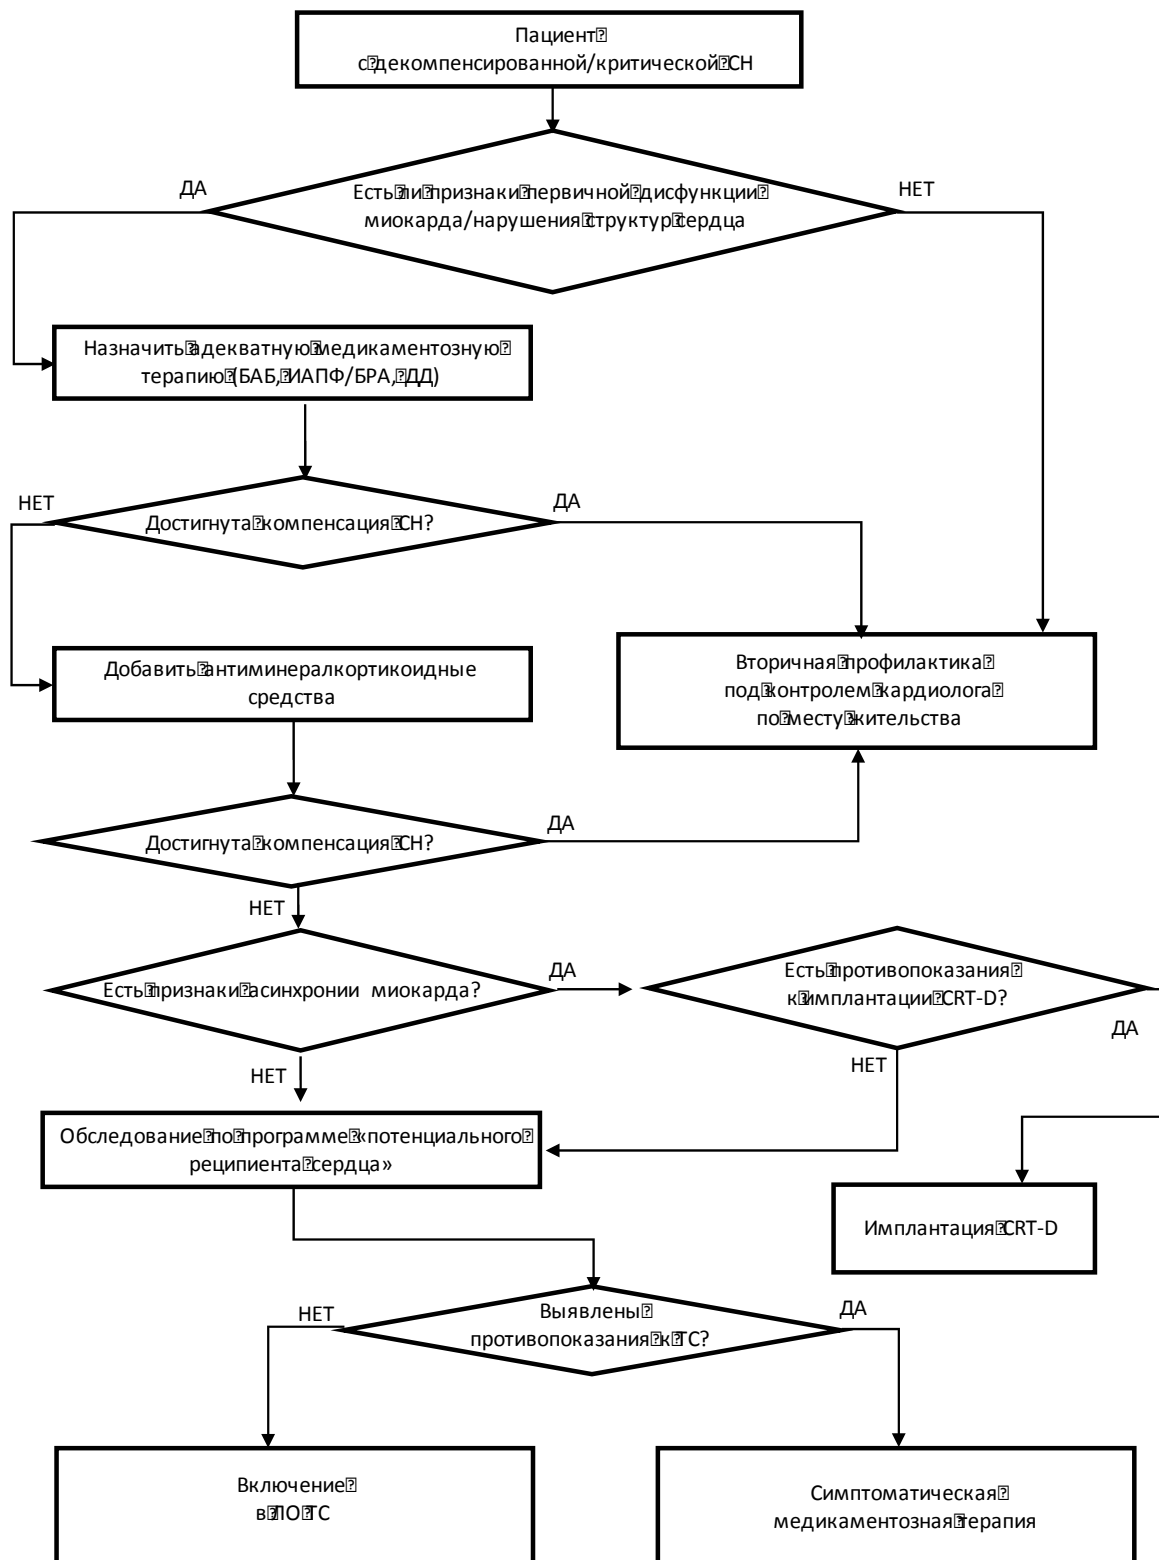 Пациент
с декомпенсированной/критической СН
ДА
Есть ли признаки первичной дисфункции
миокарда/нарушения структур сердца
НЕТ
Назначить адекватную медикаментозную
терапию (БАБ, ИАПФ/БРА, ДД)
НЕТ
Достигнута компенсация СН?
ДА
Добавить антиминералкортикоидные
средства
Вторичная профилактика
под контролем кардиолога
по месту жительства
Достигнута компенсация СН?
ДА
НЕТ
Есть признаки асинхронии миокарда?
ДА
Есть противопоказания
к имплантации CRT-D?
ДА
НЕТ
НЕТ
Обследование по программе «потенциального
реципиента сердца»
Имплантация CRT-D
НЕТ
Выявлены
противопоказания к ТС?
ДА
Включение
в ЛО ТС
Симптоматическая
медикаментозная терапия